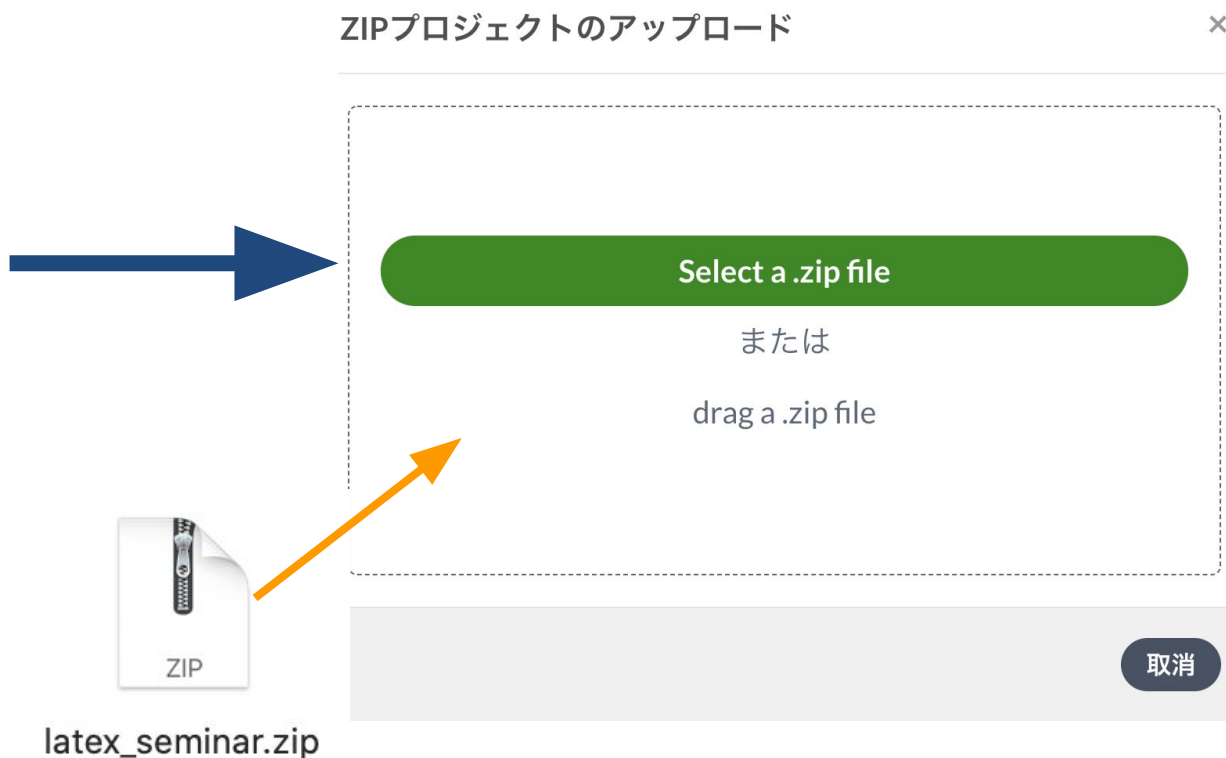 ZIPプロジェクトのアップロード
×
Select a .zip file
または
drag a .zip file
ZIP
取消
latex_seminar.zip